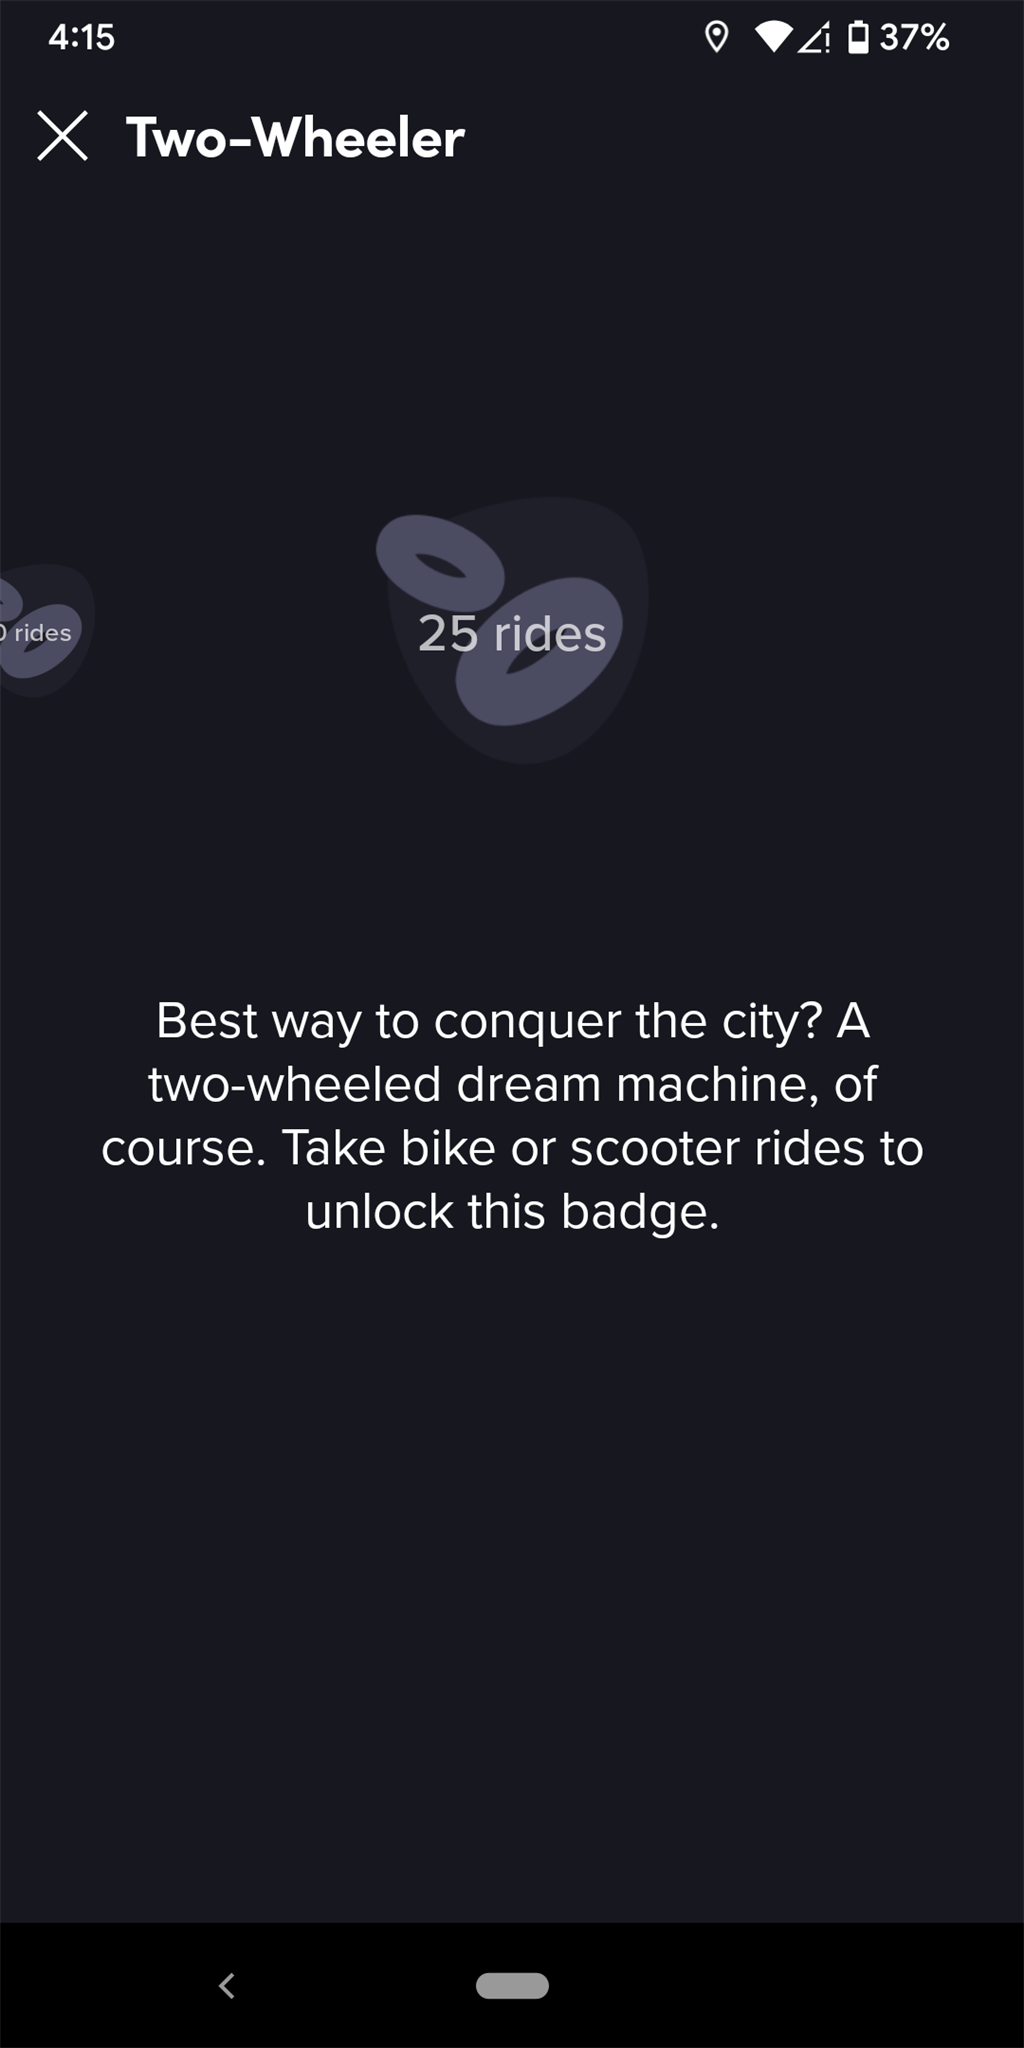 4:15
37%
Two-Wheeler
25 rides
0 rides
Best way to conquer the city? A
two-wheeled dream machine, of
course. Take bike or scooter rides to
unlock this badge.